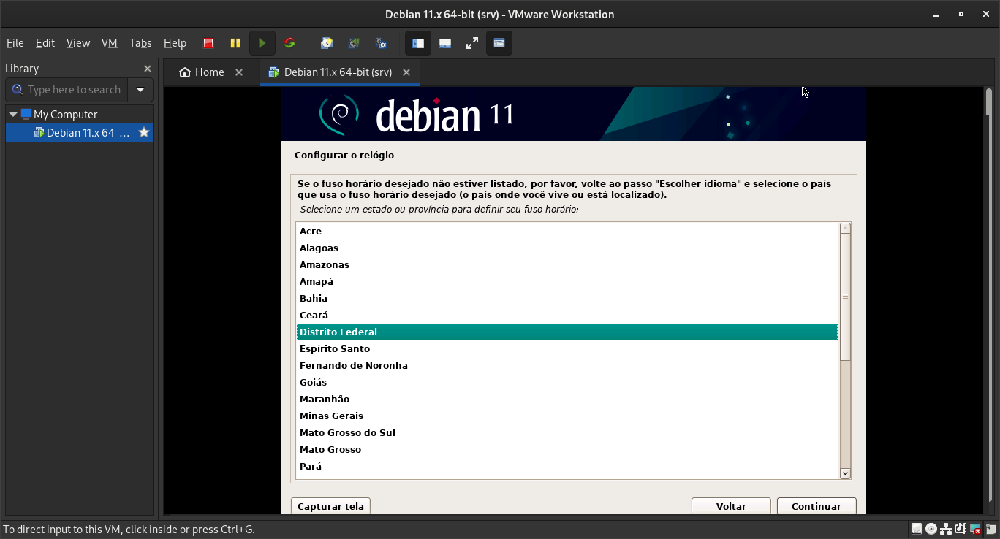 Debian 11.x 64-bit (srv) - VMware Workstation
File Edit View VM Tabs Help
Library
Home
Debian 11.x 64-bit (srv)
Type here to search
My Computer
Debian 11.x 64-...
debian 11
Configurar o relógio
Se o fuso horário desejado não estiver listado, por favor, volte ao passo "Escolher idioma" e selecione o país
que usa o fuso horário desejado (o país onde você vive ou está localizado).
Selecione um estado ou província para definir seu fuso horário:
Acre
Alagoas
Amazonas
Amapá
Bahia
Ceará
Distrito Federal
Espírito Santo
Fernando de Noronha
Goiás
Maranhão
Minas Gerais
Mato Grosso do Sul
Mato Grosso
Pará
Capturar tela
Voltar
Continuar
To direct input to this VM, click inside or press Ctrl+G.